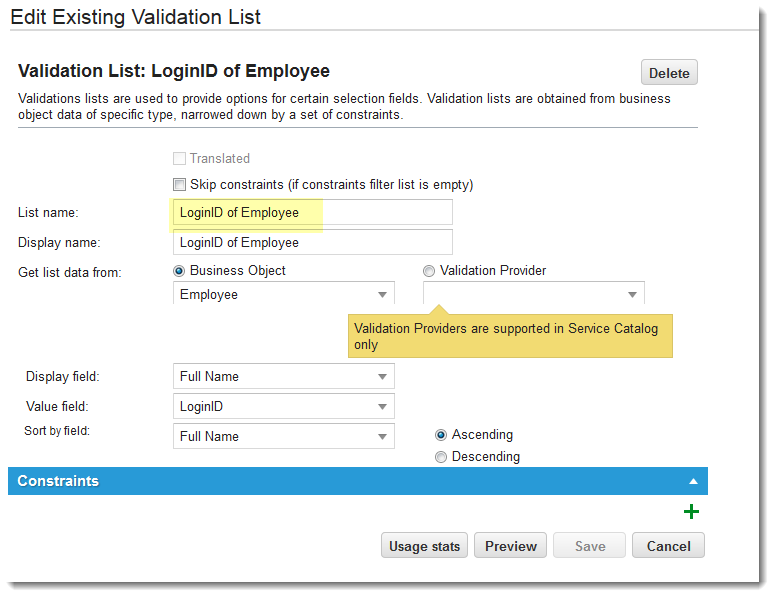 Edit Existing Validation List
Validation List: LoginID of Employee
Delete
Validations lists are used to provide options for certain selection fields. Validation lists are obtained from business
object data of specific type, narrowed down by a set of constraints.
Translated
Skip constraints (if constraints filter list is empty)
List name:
LoginID of Employee
Display name:
LoginID of Employee
Get list data from:
Business Object
Validation Provider
Employee
Validation Providers are supported in Service Catalog
only
Display field:
Full Name
Value field:
LoginID
Sort by field:
Full Name
Ascending
Descending
Constraints
Usage stats
Preview
Save
Cancel